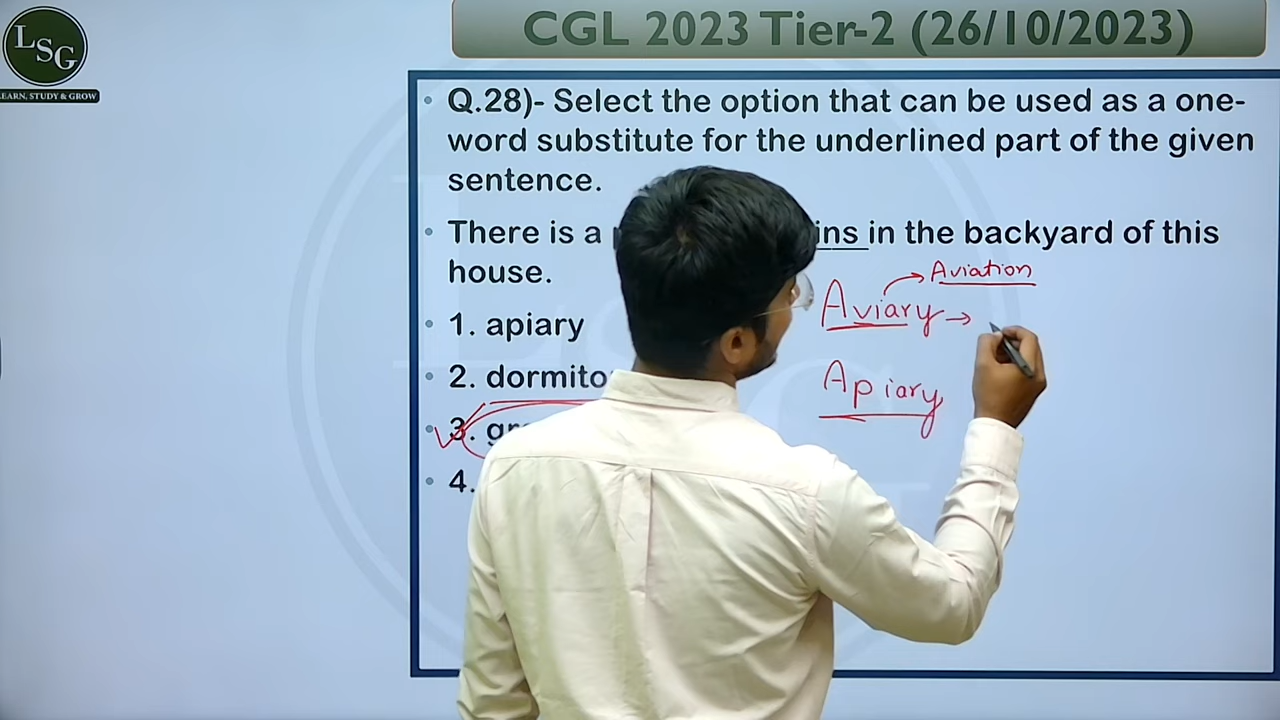 LSG
LEARN, STUDY & GROW
CGL 2023 Tier-2 (26/10/2023)
Q.28)- Select the option that can be used as a one-
word substitute for the underlined part of the given
sentence.
There is a in the backyard of this
house.
Aviation
Aviary →
1. apiary
Apiary
2. dormito
3. gr
4.